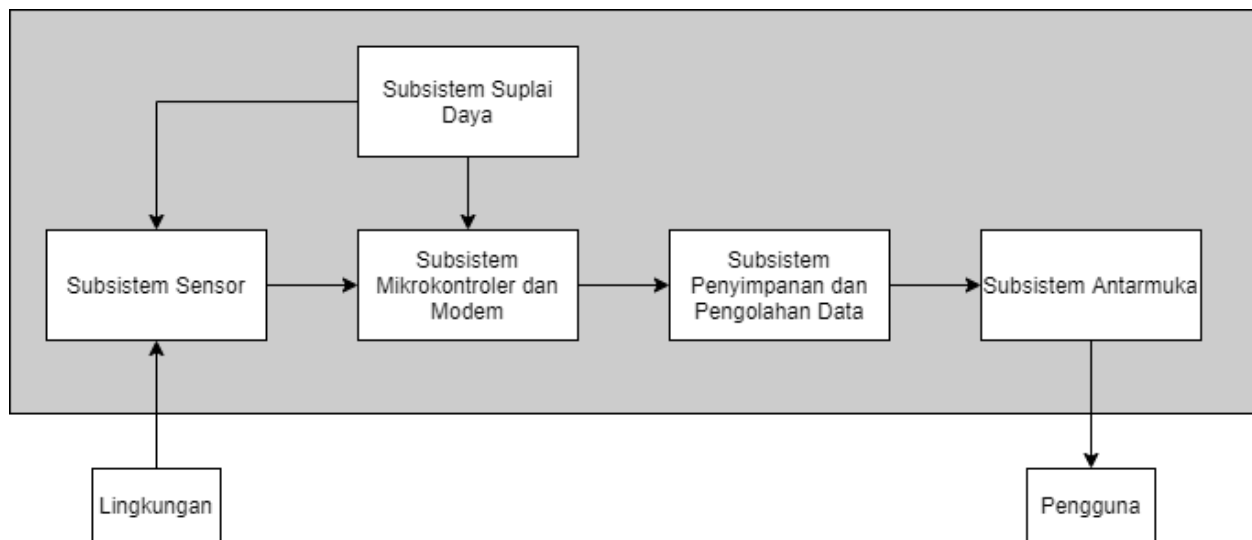 Subsistem Suplai
Daya
Subsistem Sensor
Subsistem
Mikrokontroler dan
Modem
Subsistem
Penyimpanan dan
Pengolahan Data
Subsistem Antarmuka
Lingkungan
Pengguna